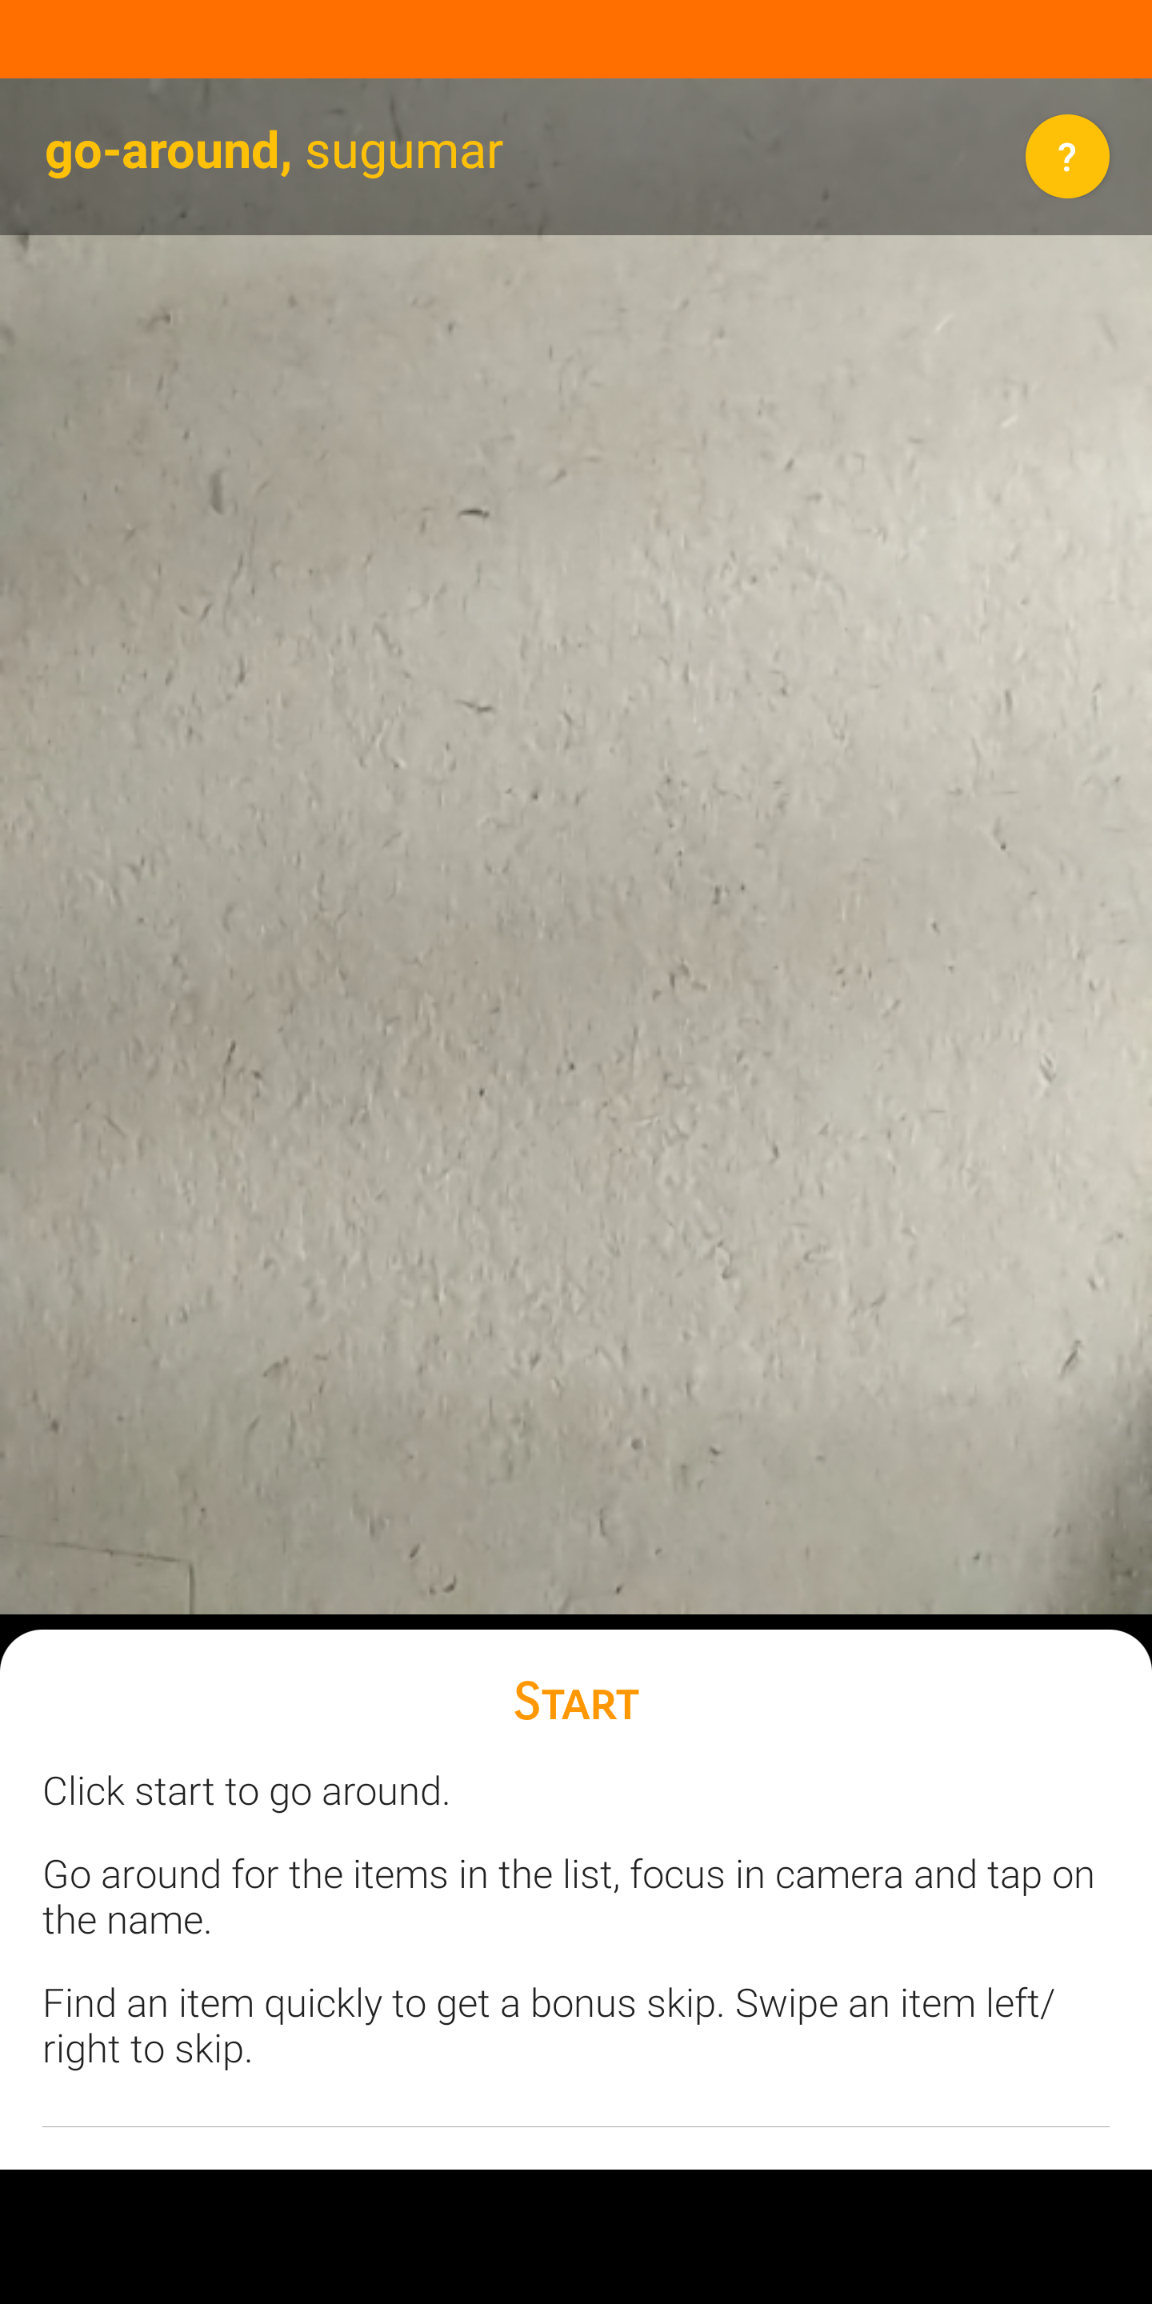 go-around, sugumar
?
START
Click start to go around.
Go around for the items in the list, focus in camera and tap on
the name.
Find an item quickly to get a bonus skip. Swipe an item left/
right to skip.